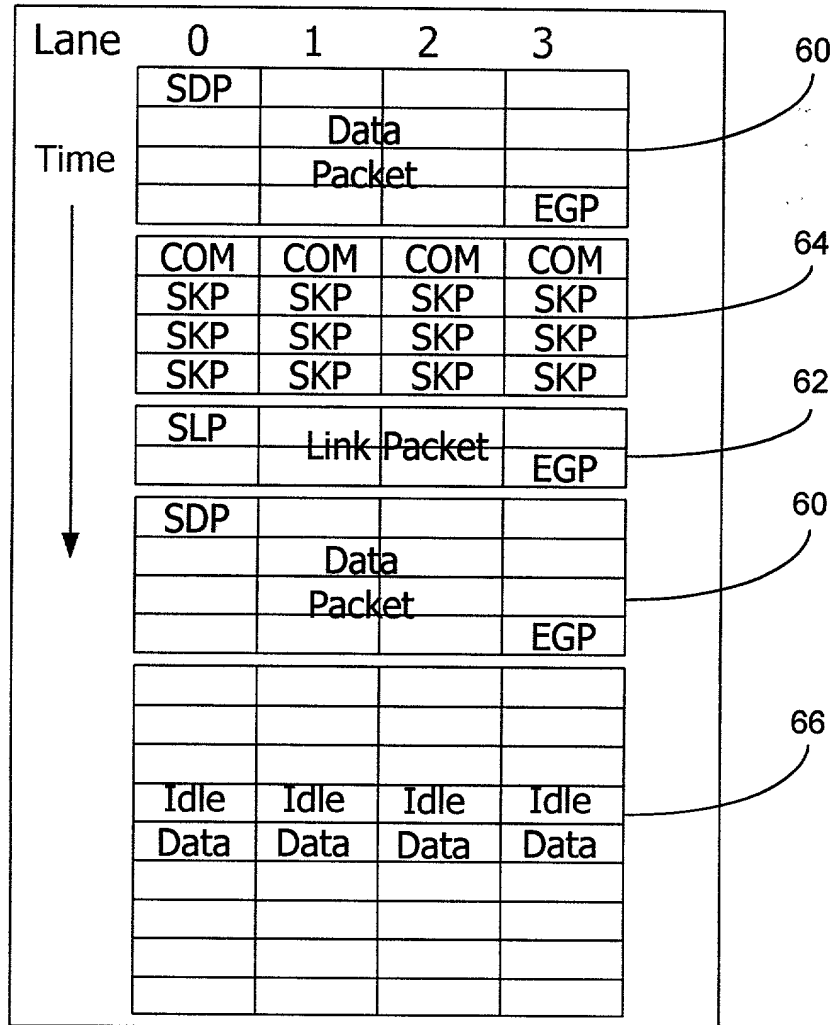 Lane 0 1 2 3
60
SDP
Data
Time
Packet
EGP
64
COM COM COM COM
SKP SKP SKP SKP
SKP SKP SKP SKP
SKP SKP SKP SKP
62
SLP
Link Packet
EGP
60
SDP
Data
Packet
EGP
66
Idle Idle Idle Idle
Data Data Data Data